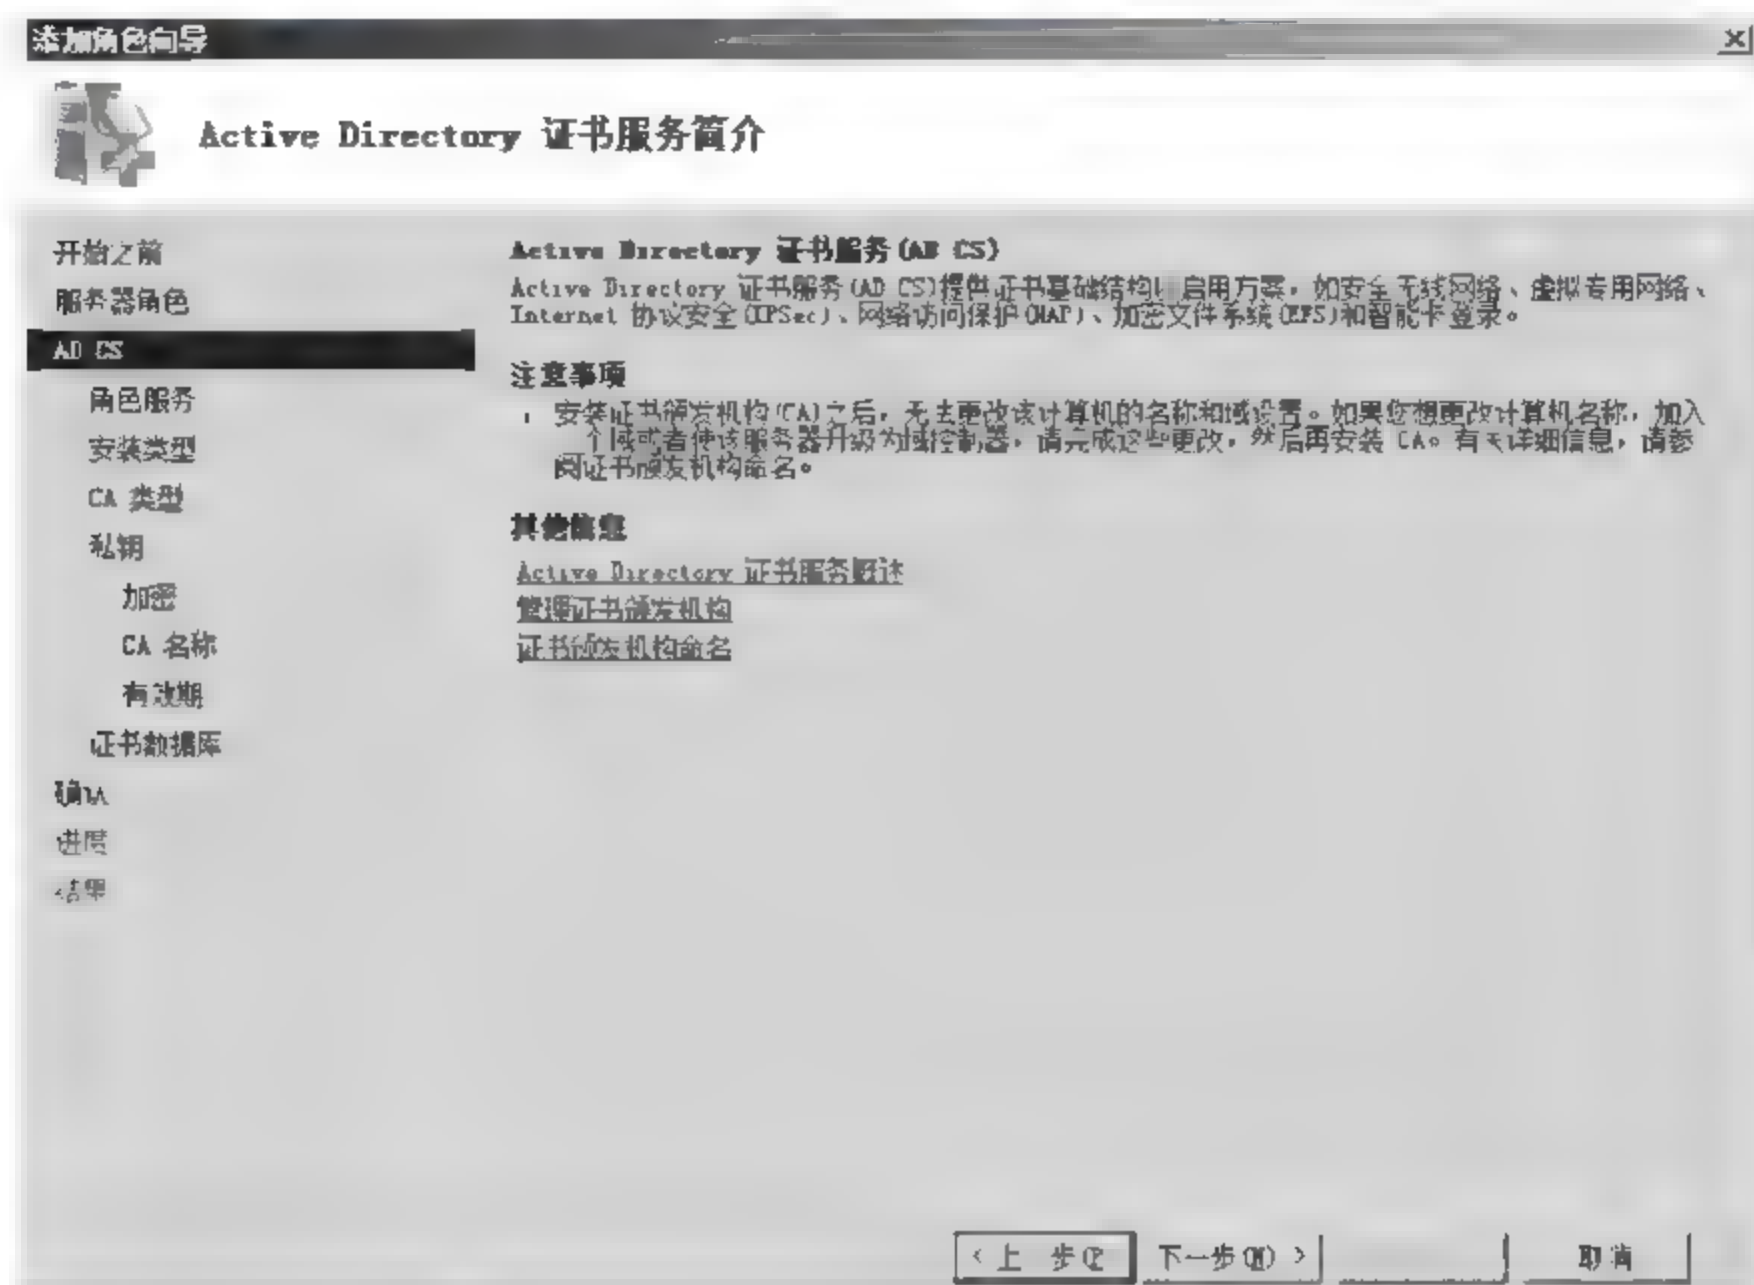 添加角色向导
Active Directory 证书服务简介
开始之前
服务器角色
AD CS
角色服务
安装类型
CA 类型
私钥
加密
CA 名称
有效期
证书数据库
确认
进度
结果
Active Directory 证书服务(AD CS)
Active Directory 证书服务(AD CS)提供证书基础结构以启用方案，如安全无线网络、虚拟专用网络、
Internet 协议安全(IPSec)、网络访问保护(NAP)、加密文件系统(EFS)和智能卡登录。
注意事项
安装证书颁发机构(CA)之后，无法更改该计算机的名称和域设置。如果您想更改计算机名称，加入
个域或者使该服务器升级为域控制器，请完成这些更改，然后再安装 CA。有关详细信息，请参
阅证书颁发机构命名。
其他信息
Active Directory 证书服务概述
管理证书颁发机构
证书颁发机构命名
< 上 步(P
下一步(N) >
取消